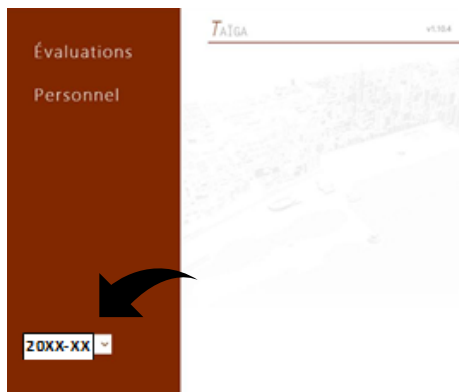 Évaluations
Personnel
TAÏGA
v1.10.4
20XX-XX